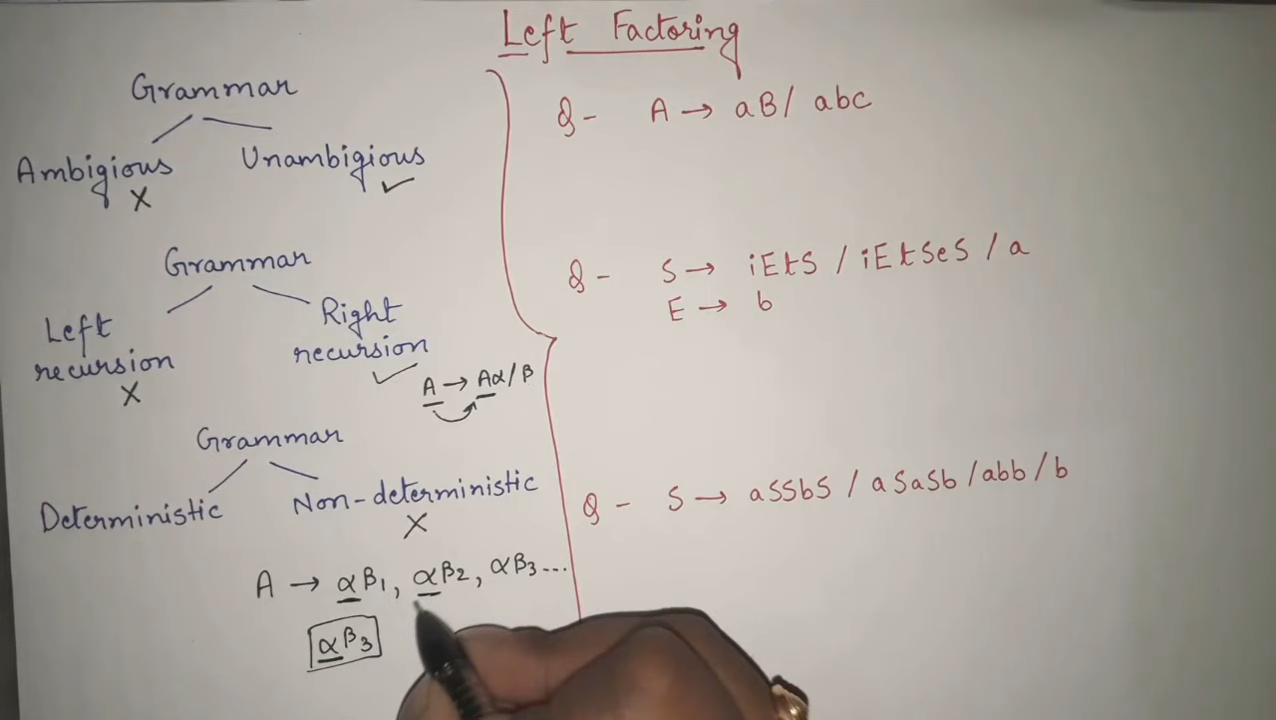 Left Factoring
Grammar
Ambigious Unambigious
X ✓
Grammar
Left
recursion
X
Right
recursion
✓
A → Aα/β
Grammar
Deterministic Non-deterministic
X
A → αβ1, αβ2, αβ3...
αβ3
Q- A → aB/ abc
Q- S → iEtS / iEtSeS / a
E → b
Q- S → aSSbS / aSaSb /abb /b